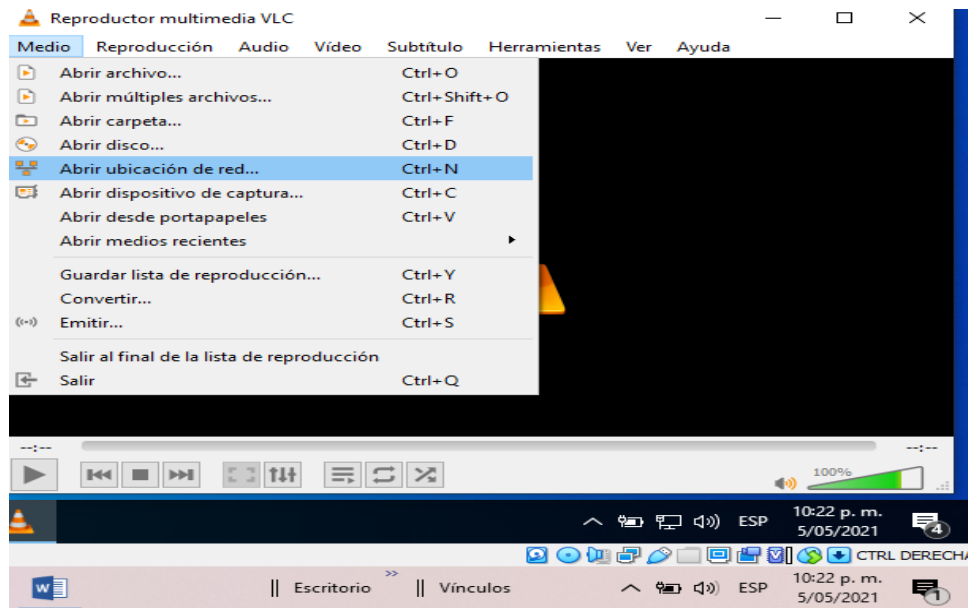 Reproductor multimedia VLC
Medio Reproducción Audio Vídeo Subtítulo Herramientas Ver Ayuda
Abrir archivo... Ctrl+O
Abrir múltiples archivos... Ctrl+Shift+O
Abrir carpeta... Ctrl+F
Abrir disco... Ctrl+D
Abrir ubicación de red... Ctrl+N
Abrir dispositivo de captura... Ctrl+C
Abrir desde portapapeles Ctrl+V
Abrir medios recientes
Guardar lista de reproducción... Ctrl+Y
Convertir... Ctrl+R
Emitir... Ctrl+S
Salir al final de la lista de reproducción
Salir Ctrl+Q
--:-- --:--
100%
ESP 10:22 p. m.
5/05/2021 4
CTRL DERECHA
W || Escritorio >> || Vínculos ESP 10:22 p. m.
5/05/2021 1